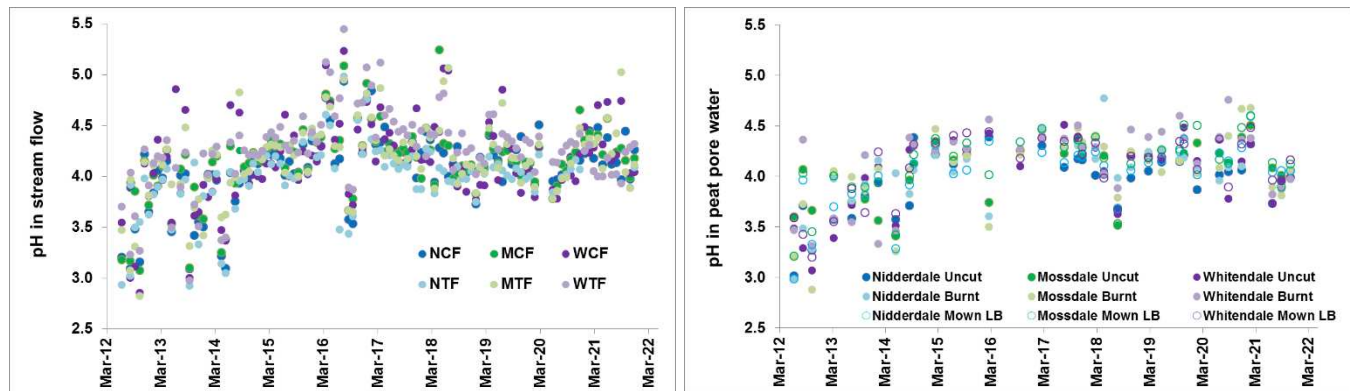 pH in stream flow
5.5
5.0
4.5
4.0
3.5
3.0
2.5
NCF MCF WCF
NTF MTF WTF
Mar-12
Mar-13
Mar-14
Mar-15
Mar-16
Mar-17
Mar-18
Mar-19
Mar-20
Mar-21
Mar-22
pH in peat pore water
5.5
5.0
4.5
4.0
3.5
3.0
2.5
Nidderdale Uncut Mossdale Uncut Whitendale Uncut
Nidderdale Burnt Mossdale Burnt Whitendale Burnt
Nidderdale Mown LB Mossdale Mown LB Whitendale Mown LB
Mar-12
Mar-13
Mar-14
Mar-15
Mar-16
Mar-17
Mar-18
Mar-19
Mar-20
Mar-21
Mar-22